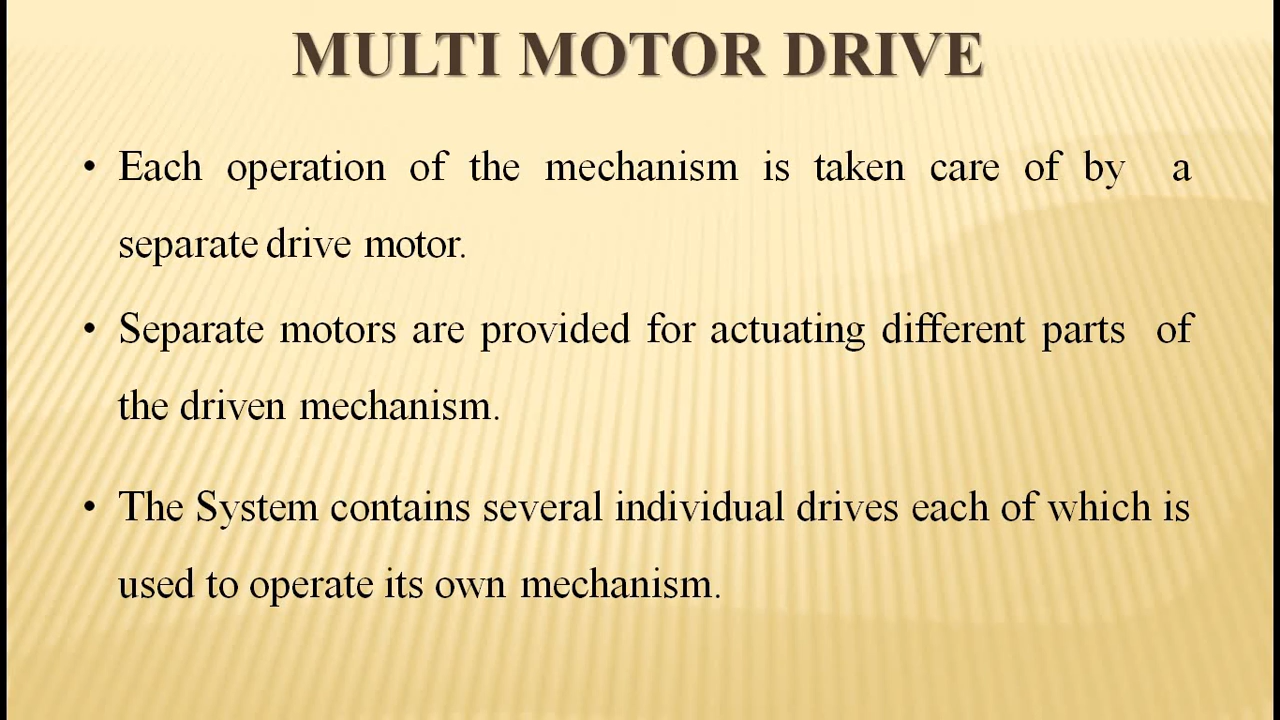 MULTI MOTOR DRIVE
• Each operation of the mechanism is taken care of by a
separate drive motor.
• Separate motors are provided for actuating different parts of
the driven mechanism.
• The System contains several individual drives each of which is
used to operate its own mechanism.